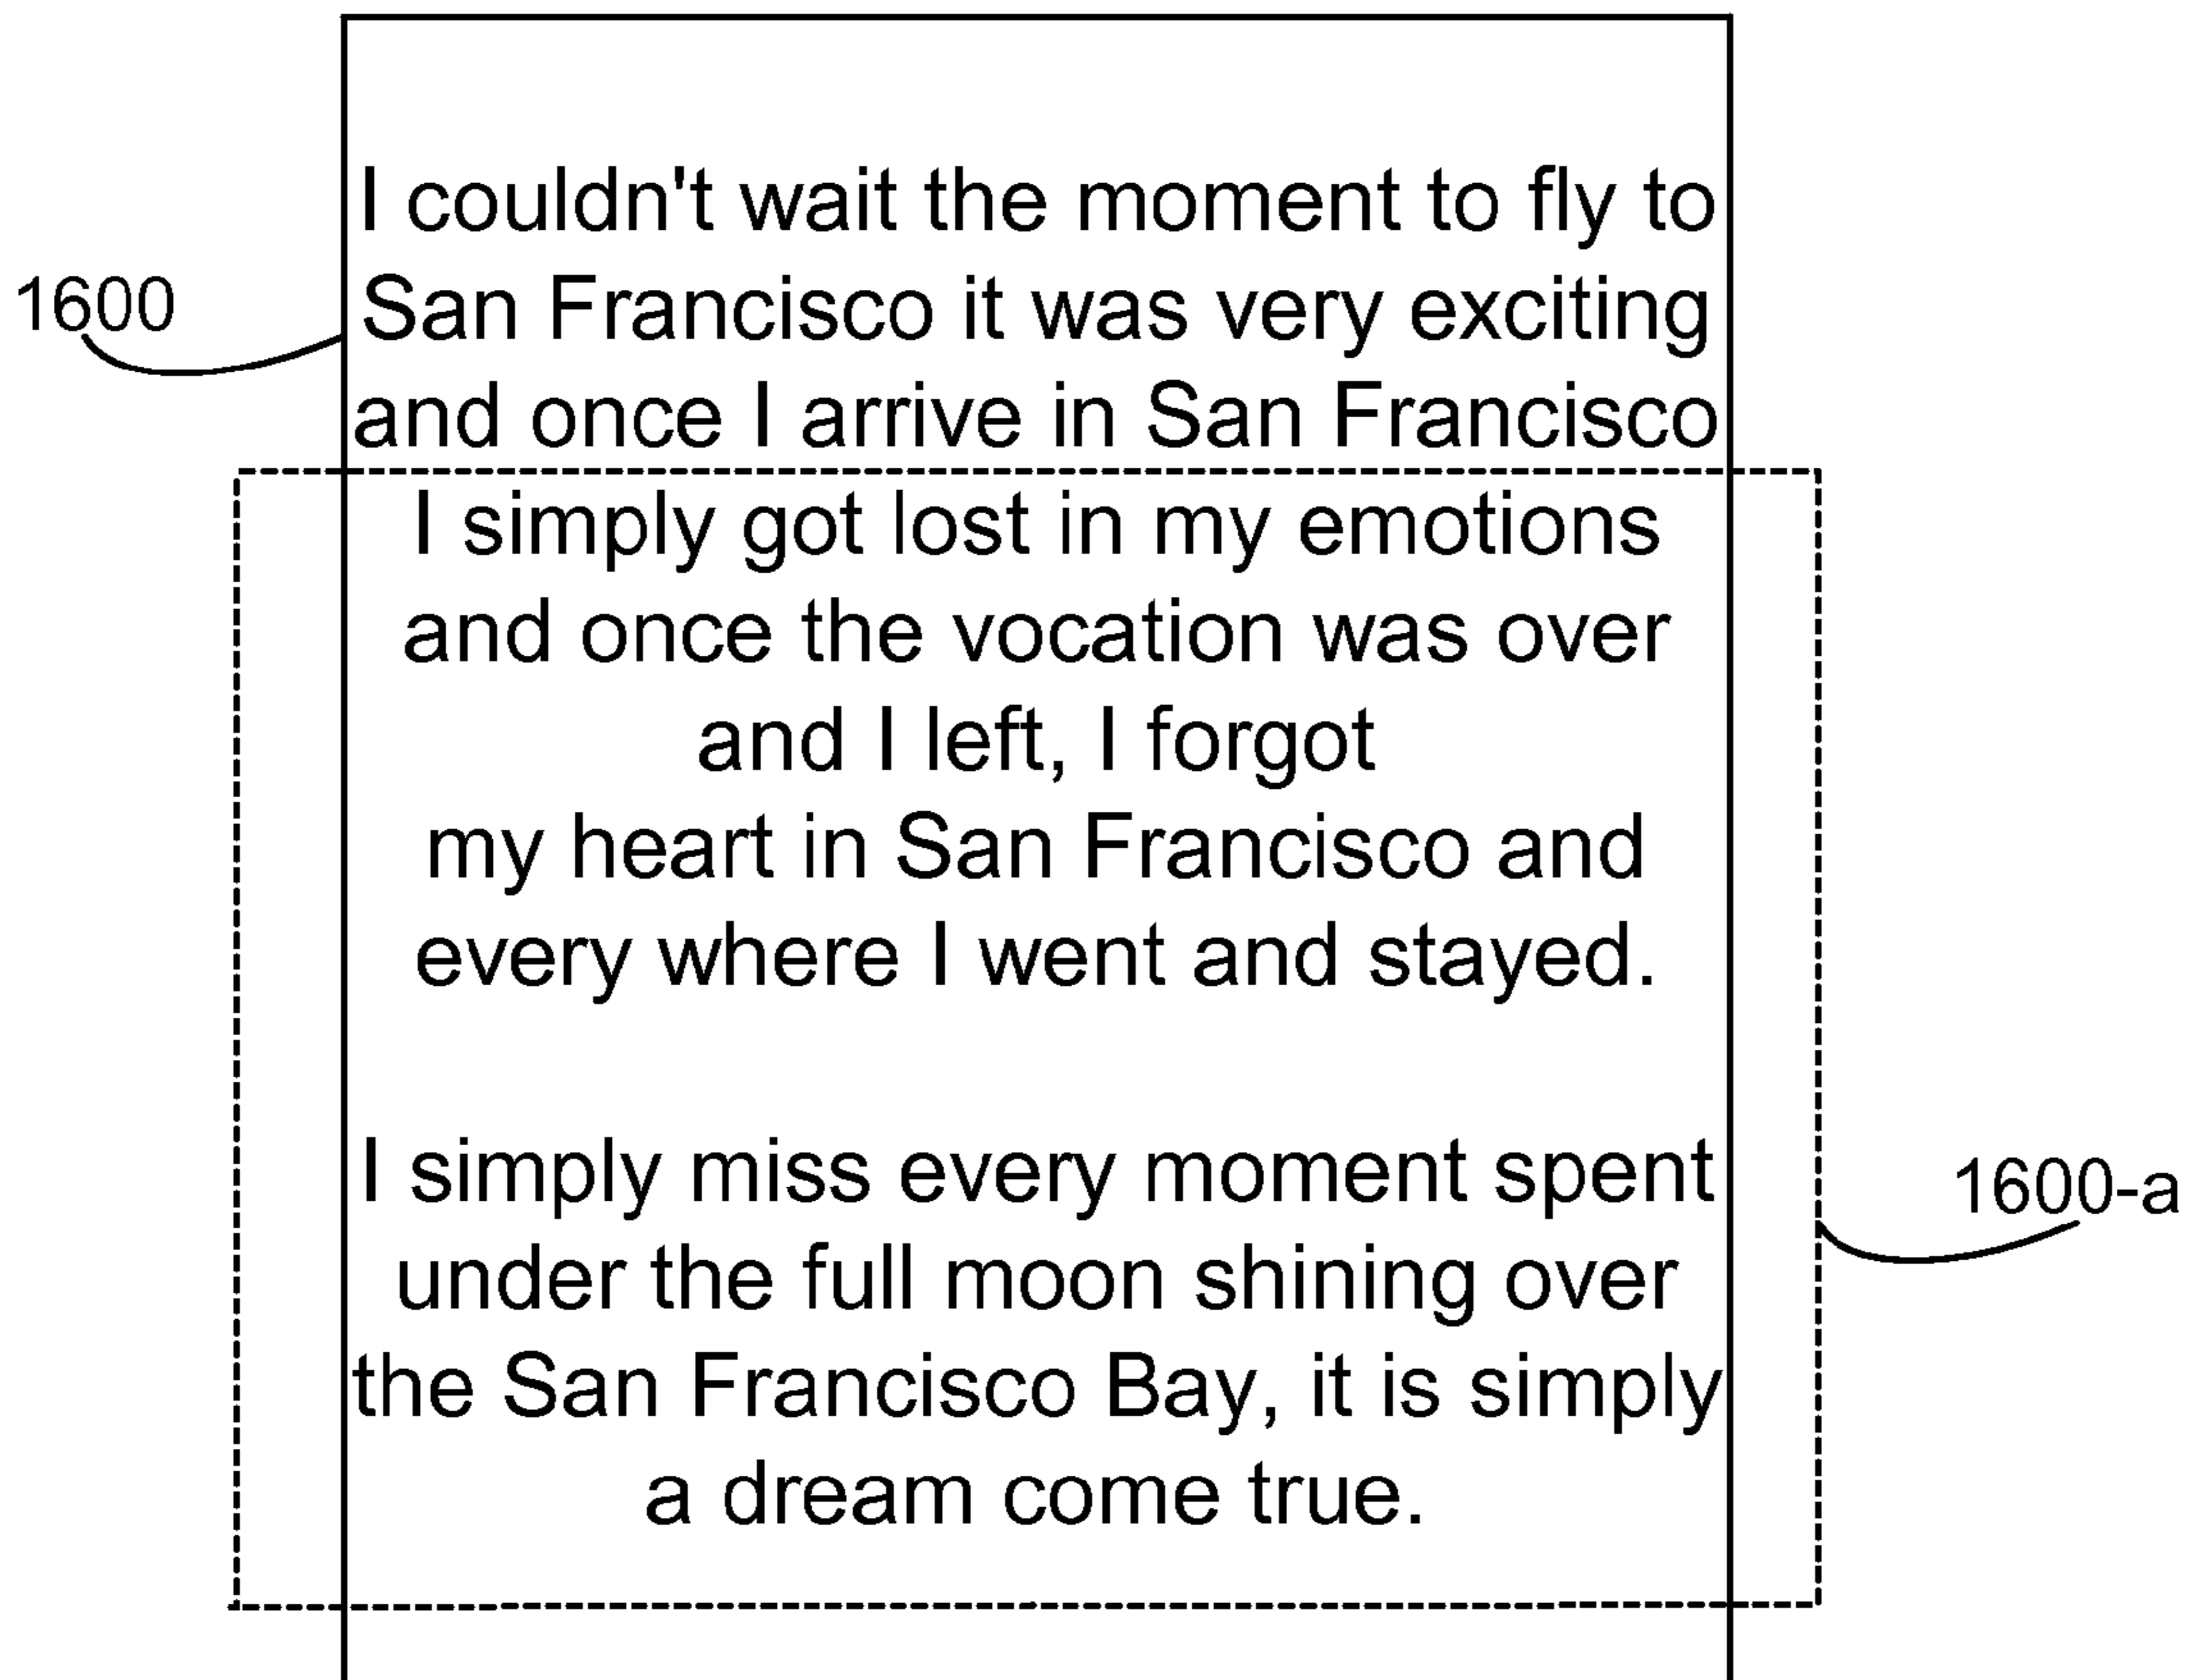 I couldn't wait the moment to fly to
1600
San Francisco it was very exciting
and once I arrive in San Francisco
I simply got lost in my emotions
and once the vocation was over
and I left, I forgot
my heart in San Francisco and
every where I went and stayed.
I simply miss every moment spent
1600-a
under the full moon shining over
the San Francisco Bay, it is simply
a dream come true.